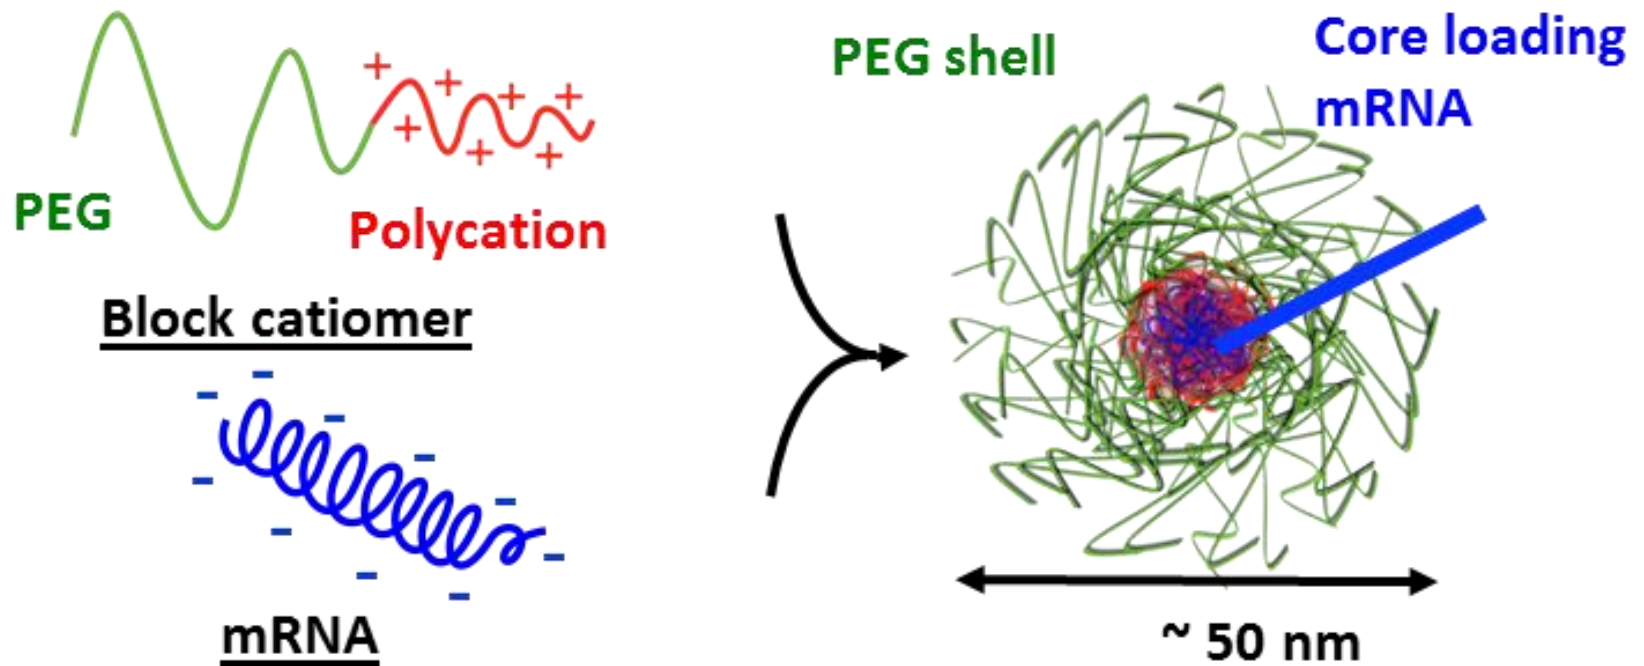 PEG
Polycation
Block catiomer
mRNA
PEG shell
Core loading
mRNA
~ 50 nm